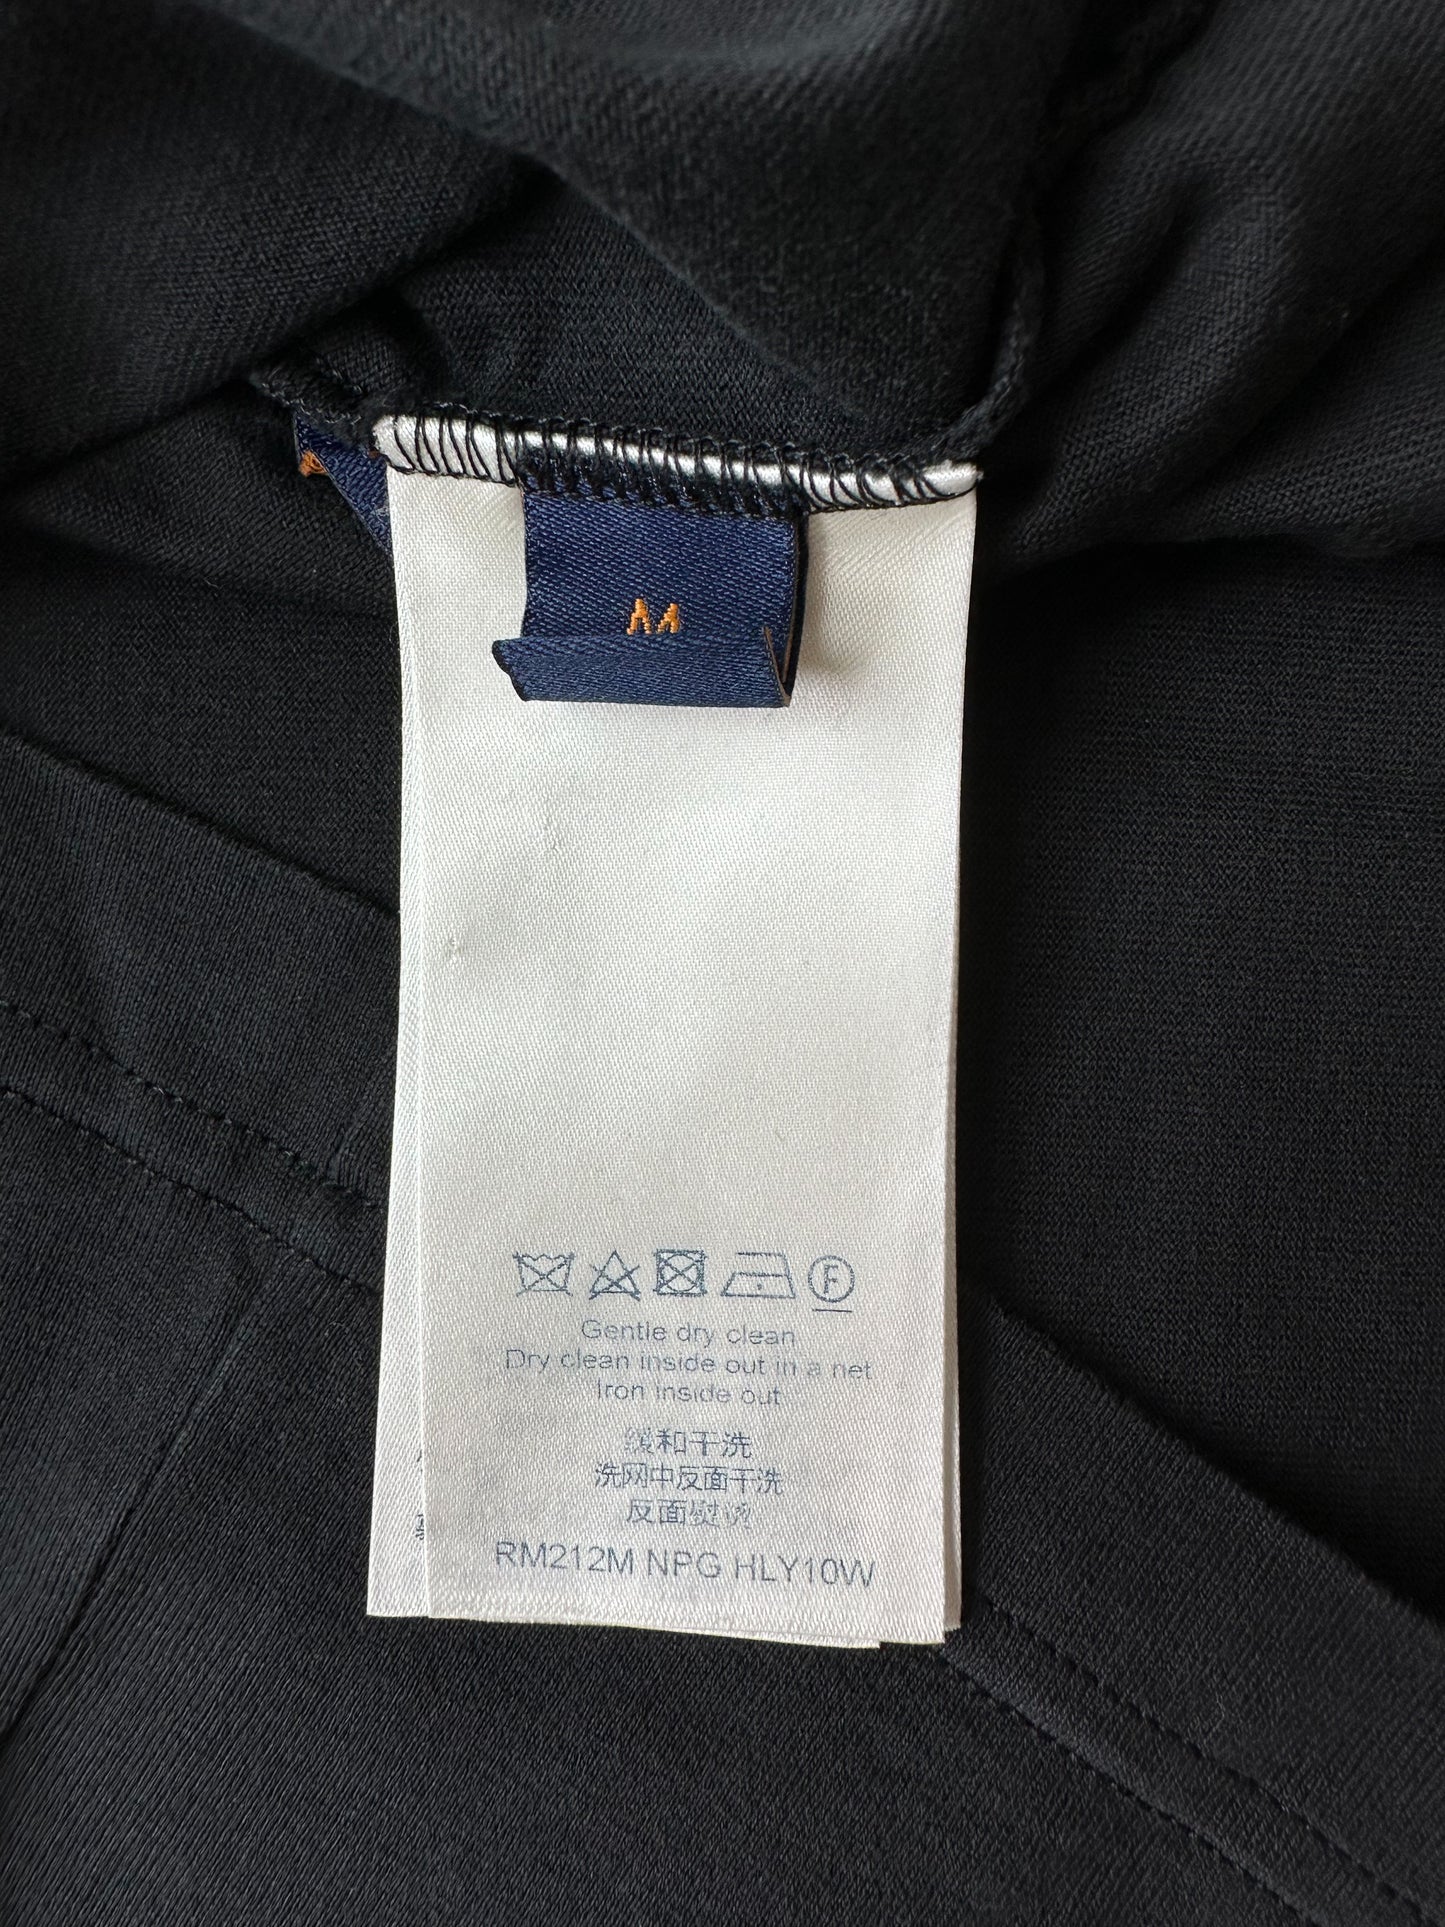 M
F
Gentle dry clean
Dry clean inside out in a net
Iron inside out
缓和干洗
洗网中反面干洗
反面熨烫
RM212M NPG HLY10W